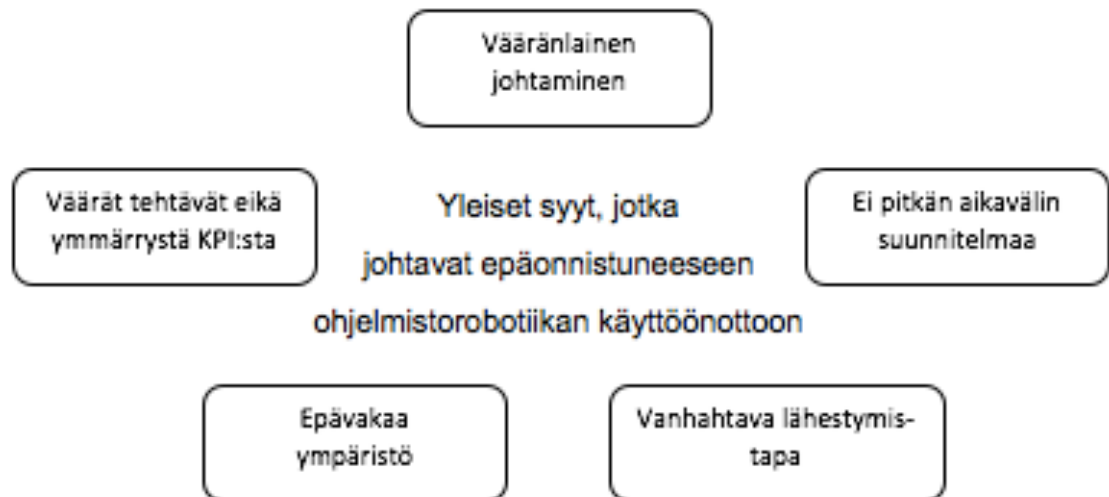 Vääränlainen
johtaminen
Väärät tehtävät eikä
ymmärrystä KPI:sta
Yleiset syyt, jotka
johtavat epäonnistuneeseen
ohjelmistorobotiikan käyttöönottoon
Ei pitkän aikavälin
suunnitelmaa
Epävakaa
ympäristö
Vanhahtava lähestymis-
tapa